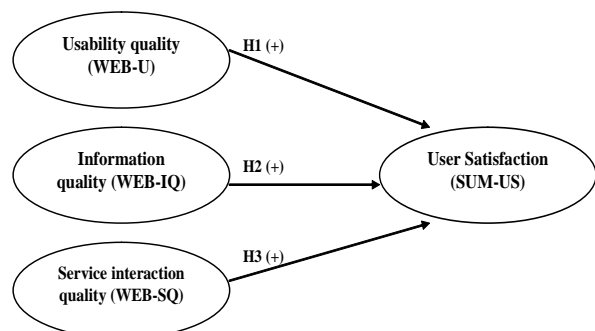 Usability quality
(WEB-U)
H1 (+)
Information
quality (WEB-IQ)
H2 (+)
User Satisfaction
(SUM-US)
Service interaction
quality (WEB-SQ)
H3 (+)